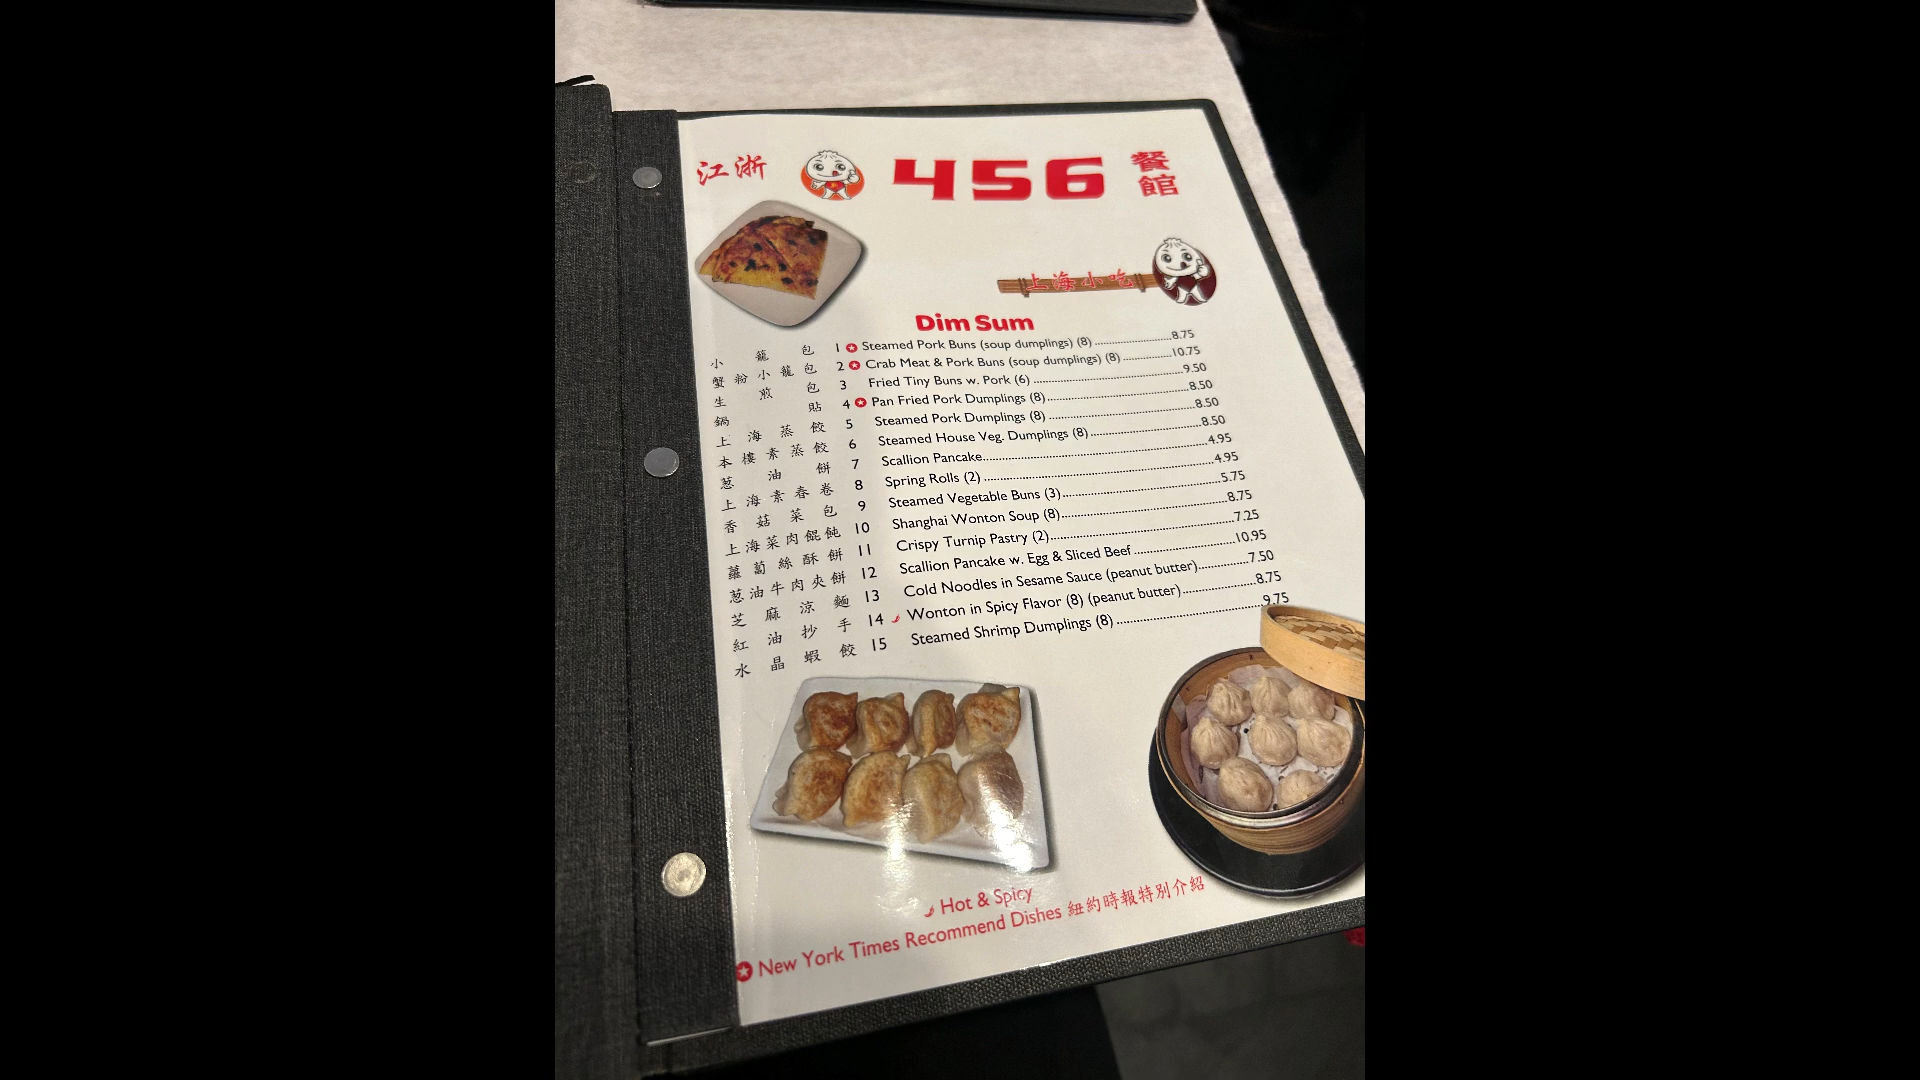 江浙 456 餐館
上海小吃
Dim Sum
小籠包 1 Steamed Pork Buns (soup dumplings) (8) 8.75
蟹粉小籠包 2 Crab Meat & Pork Buns (soup dumplings) (8) 10.75
生煎包 3 Fried Tiny Buns w. Pork (6) 9.50
鍋貼 4 Pan Fried Pork Dumplings (8) 8.50
上海蒸餃 5 Steamed Pork Dumplings (8) 8.50
本樓素蒸餃 6 Steamed House Veg. Dumplings (8) 8.50
蔥油餅 7 Scallion Pancake 4.95
上海素春卷 8 Spring Rolls (2) 4.95
香菇菜包 9 Steamed Vegetable Buns (3) 5.75
上海菜肉餛飩 10 Shanghai Wonton Soup (8) 8.75
蘿蔔絲酥餅 11 Crispy Turnip Pastry (2) 7.25
蔥油牛肉夾餅 12 Scallion Pancake w. Egg & Sliced Beef 10.95
芝麻涼麵 13 Cold Noodles in Sesame Sauce (peanut butter) 7.50
紅油抄手 14 Wonton in Spicy Flavor (8) (peanut butter) 8.75
水晶蝦餃 15 Steamed Shrimp Dumplings (8) 9.75
Hot & Spicy
New York Times Recommend Dishes 紐約時報特別介紹